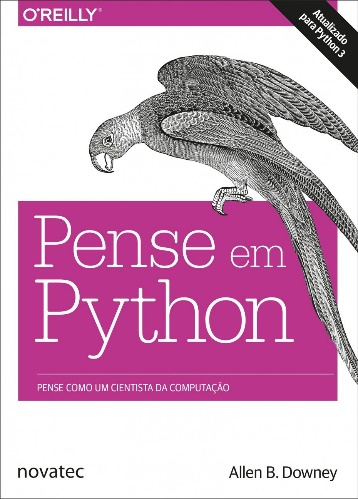 O'REILLY®
Atualizado
para Python 3
Pense em
Python
PENSE COMO UM CIENTISTA DA COMPUTAÇÃO
novatec
Allen B. Downey